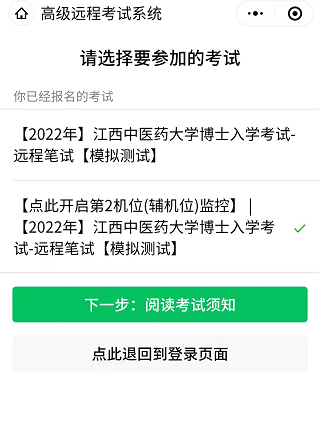 高级远程考试系统
请选择要参加的考试
你已经报名的考试
【2022年】江西中医药大学博士入学考试-
远程笔试【模拟测试】
【点此开启第2机位(辅机位)监控】 |
【2022年】江西中医药大学博士入学考
试-远程笔试【模拟测试】
下一步：阅读考试须知
点此退回到登录页面